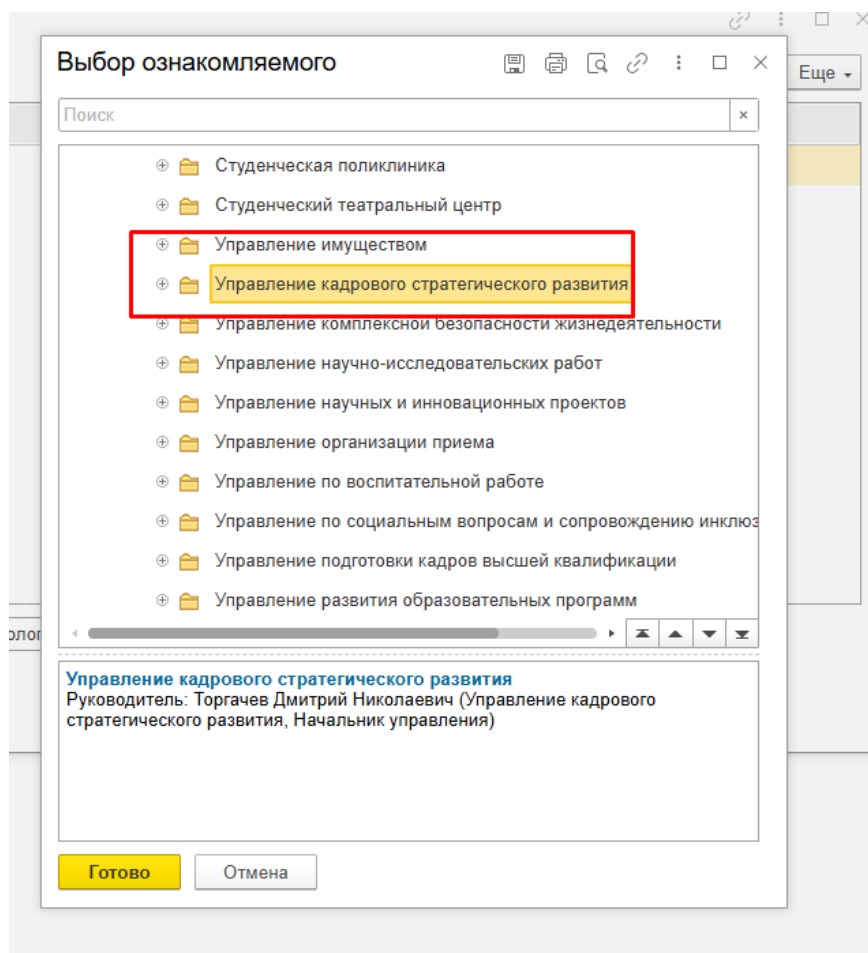 Выбор ознакомляемого
Еще
Поиск
Студенческая поликлиника
Студенческий театральный центр
Управление имуществом
Управление кадрового стратегического развития
Управление комплексной безопасности жизнедеятельности
Управление научно-исследовательских работ
Управление научных и инновационных проектов
Управление организации приема
Управление по воспитательной работе
Управление по социальным вопросам и сопровождению инклюз
Управление подготовки кадров высшей квалификации
Управление развития образовательных программ
Управление кадрового стратегического развития
Руководитель: Торгачев Дмитрий Николаевич (Управление кадрового
стратегического развития, Начальник управления)
Готово
Отмена